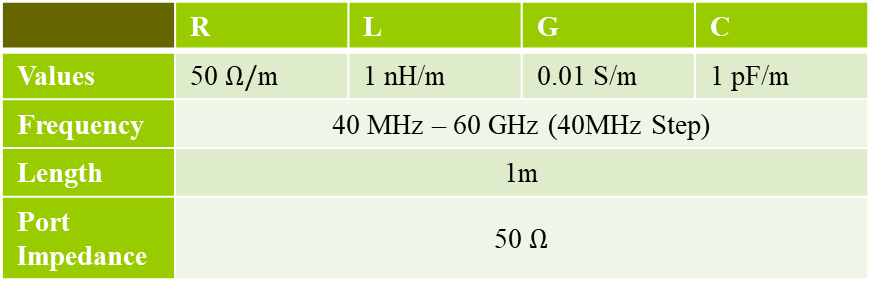 R L G C
Values 50 Ω/m 1 nH/m 0.01 S/m 1 pF/m
Frequency 40 MHz – 60 GHz (40MHz Step)
Length 1m
Port
Impedance 50 Ω